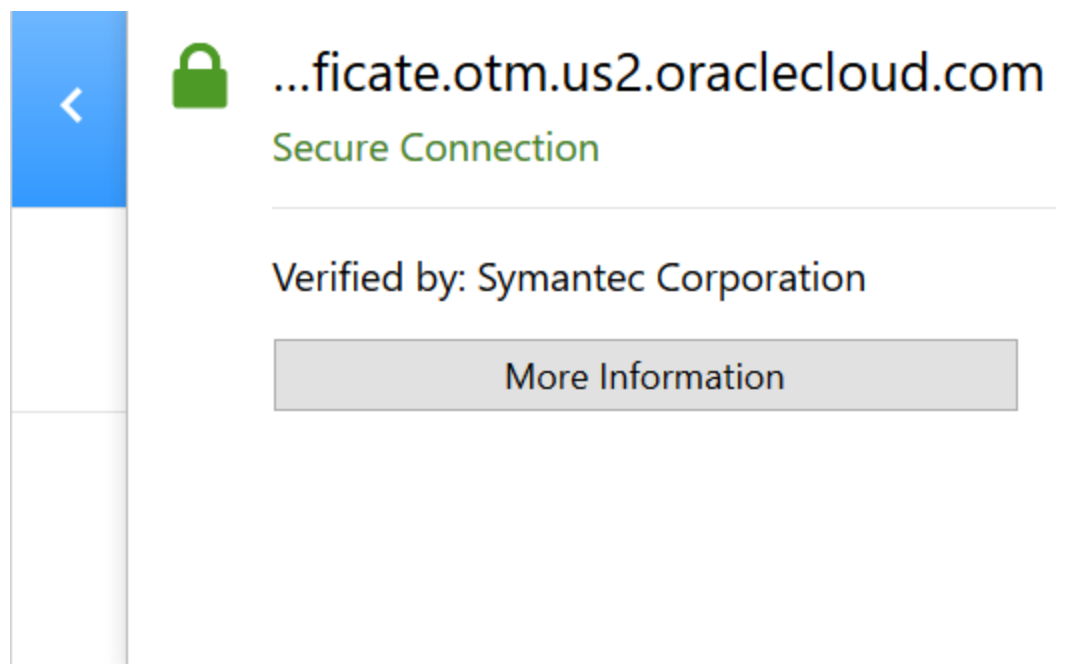 ...ficate.otm.us2.oraclecloud.com
Secure Connection
Verified by: Symantec Corporation
More Information